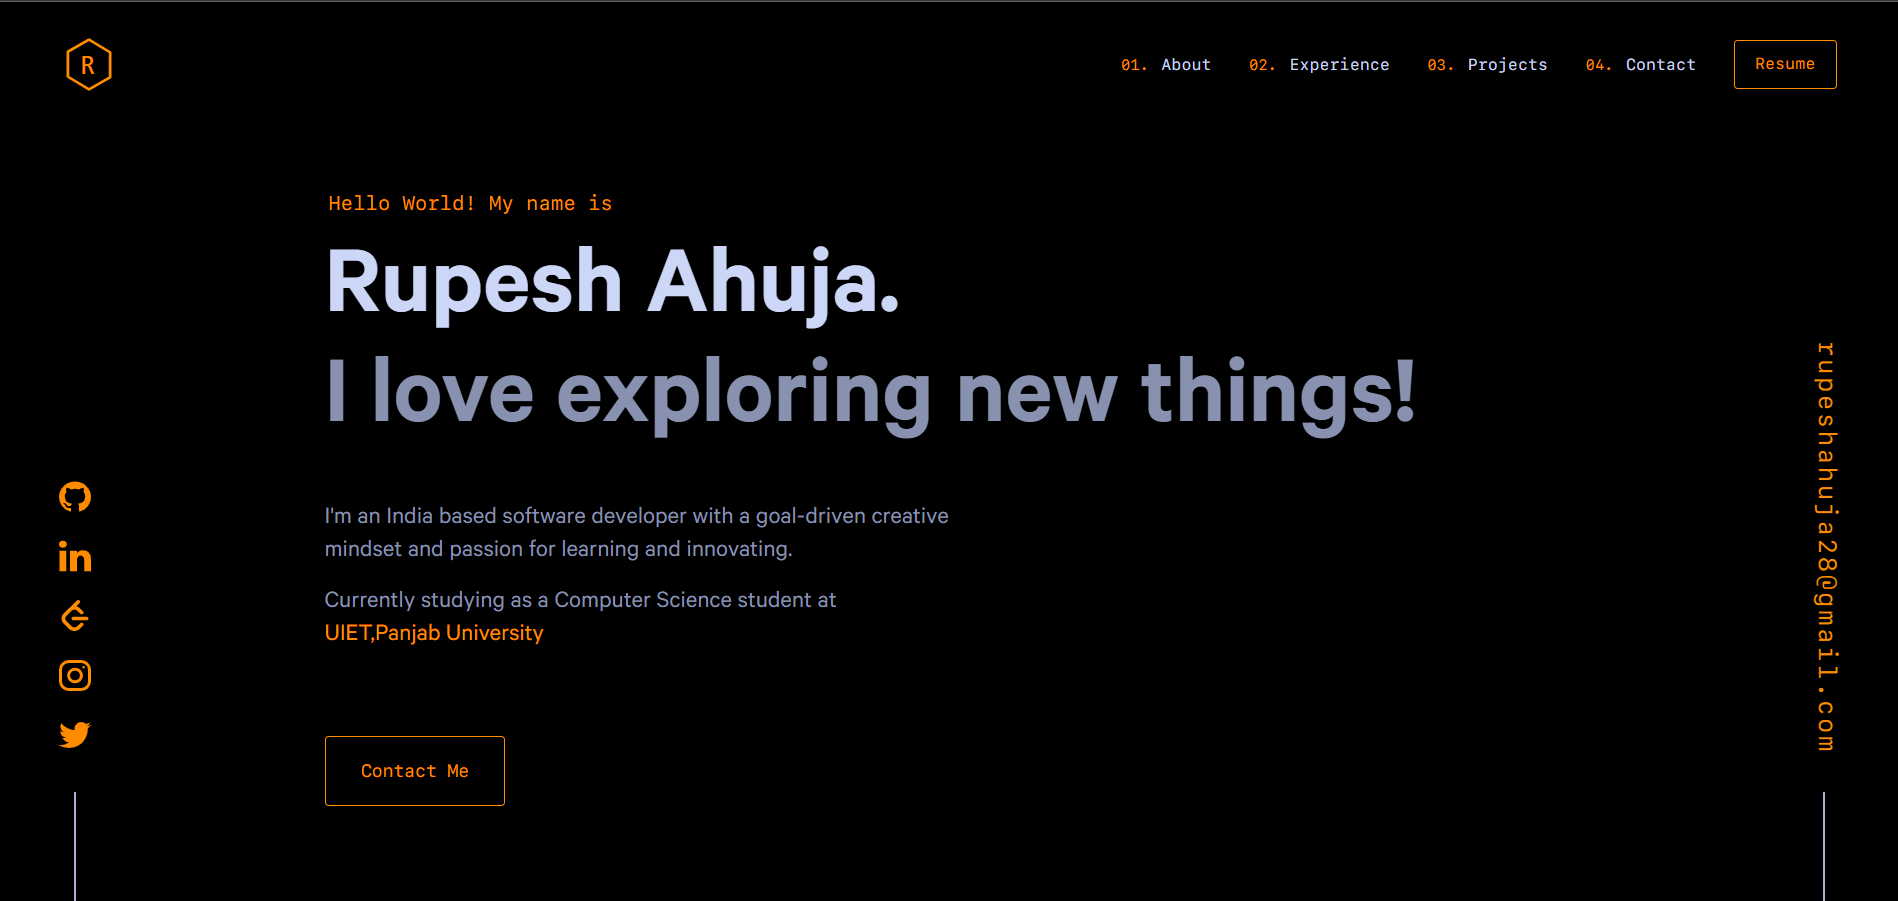 R
01. About 02. Experience 03. Projects 04. Contact Resume
Hello World! My name is
Rupesh Ahuja.
I love exploring new things!
I'm an India based software developer with a goal-driven creative
mindset and passion for learning and innovating.
Currently studying as a Computer Science student at
UIET,Panjab University
Contact Me
in
rupeshahuja28@gmail.com